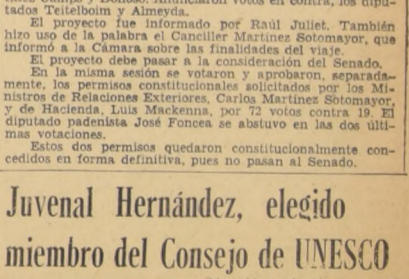 tados Teitelboim y Almeyda.
El proyecto fue informado por Raúl Juliet. También
hizo uso de la palabra el Canciller Martínez Sotomayor, que
informó a la Cámara sobre las finalidades del viaje.
El proyecto debe pasar a la consideración del Senado.
En la misma sesión se votaron y aprobaron, separada-
mente, los permisos constitucionales solicitados por los Mi-
nistros de Relaciones Exteriores, Carlos Martínez Sotomayor,
y de Hacienda, Luis Mackenna, por 72 votos contra 19. El
diputado padenista José Foncea se abstuvo en las dos últi-
mas votaciones.
Estos dos permisos quedaron constitucionalmente con-
cedidos en forma definitiva, pues no pasan al Senado.
Juvenal Hernández, elegido
miembro del Consejo de UNESCO